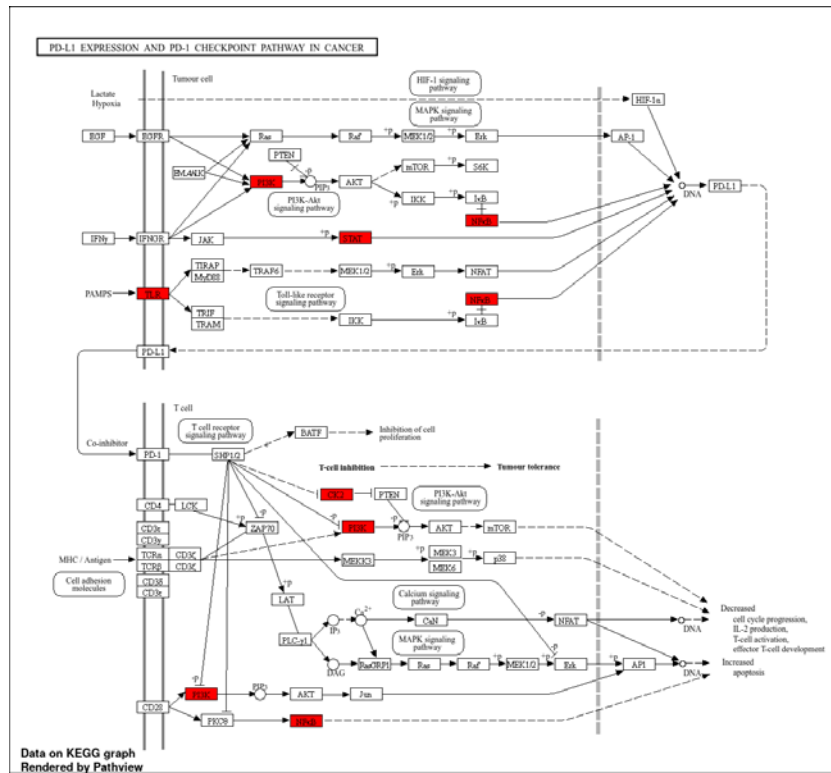 PD-L1 EXPRESSION AND PD-1 CHECKPOINT PATHWAY IN CANCER
Tumour cell
Lactate
Hypoxia
HIF-1 signaling
pathway
HIF-1α
MAPK signaling
pathway
EGF
EGFR
Ras
Raf
+p
MEK1/2
+p
Erk
+p
AP-1
PTEN
EML4ALK
PI3K
-p
PIP3
AKT
mTOR
+p
S6K
PI3K-Akt
signaling pathway
+p
IKK
+p
IκB
NFκB
DNA
PD-L1
IFNγ
IFNGR
JAK
+p
STAT
TIRAP
MyD88
TRAF6
MEK1/2
+p
Erk
NFAT
PAMPS
TLR
Toll-like receptor
signaling pathway
NFκB
TRIF
TRAM
IKK
+p
IκB
PD-L1
T cell
T cell receptor
signaling pathway
BATF
Inhibition of cell
proliferation
Co-inhibitor
PD-1
SHP1/2
T-cell inhibition
Tumour tolerance
CK2
PTEN
PI3K-Akt
signaling pathway
CD4
LCK
+p
-p
ZAP70
-p
PI3K
+p
PIP3
AKT
mTOR
CD3ε
CD3γ
MHC / Antigen
TCRα
TCRβ
CD3ζ
CD3ζ
MEKK3
+p
MEK3
MEK6
+p
p38
Cell adhesion
molecules
CD3δ
CD3ε
+p
LAT
Calcium signaling
pathway
Decreased
cell cycle progression,
IL-2 production,
T-cell activation,
effector T-cell development
IP3
Ca2+
CaN
-p
NFAT
DNA
PLC-γ1
MAPK signaling
pathway
-p
DAG
RasGRP1
Ras
Raf
+p
MEK1/2
+p
Erk
+p
AP1
DNA
Increased
apoptosis
-p
PI3K
PIP3
AKT
Jun
CD28
PKCθ
NFκB
Data on KEGG graph
Rendered by Pathview